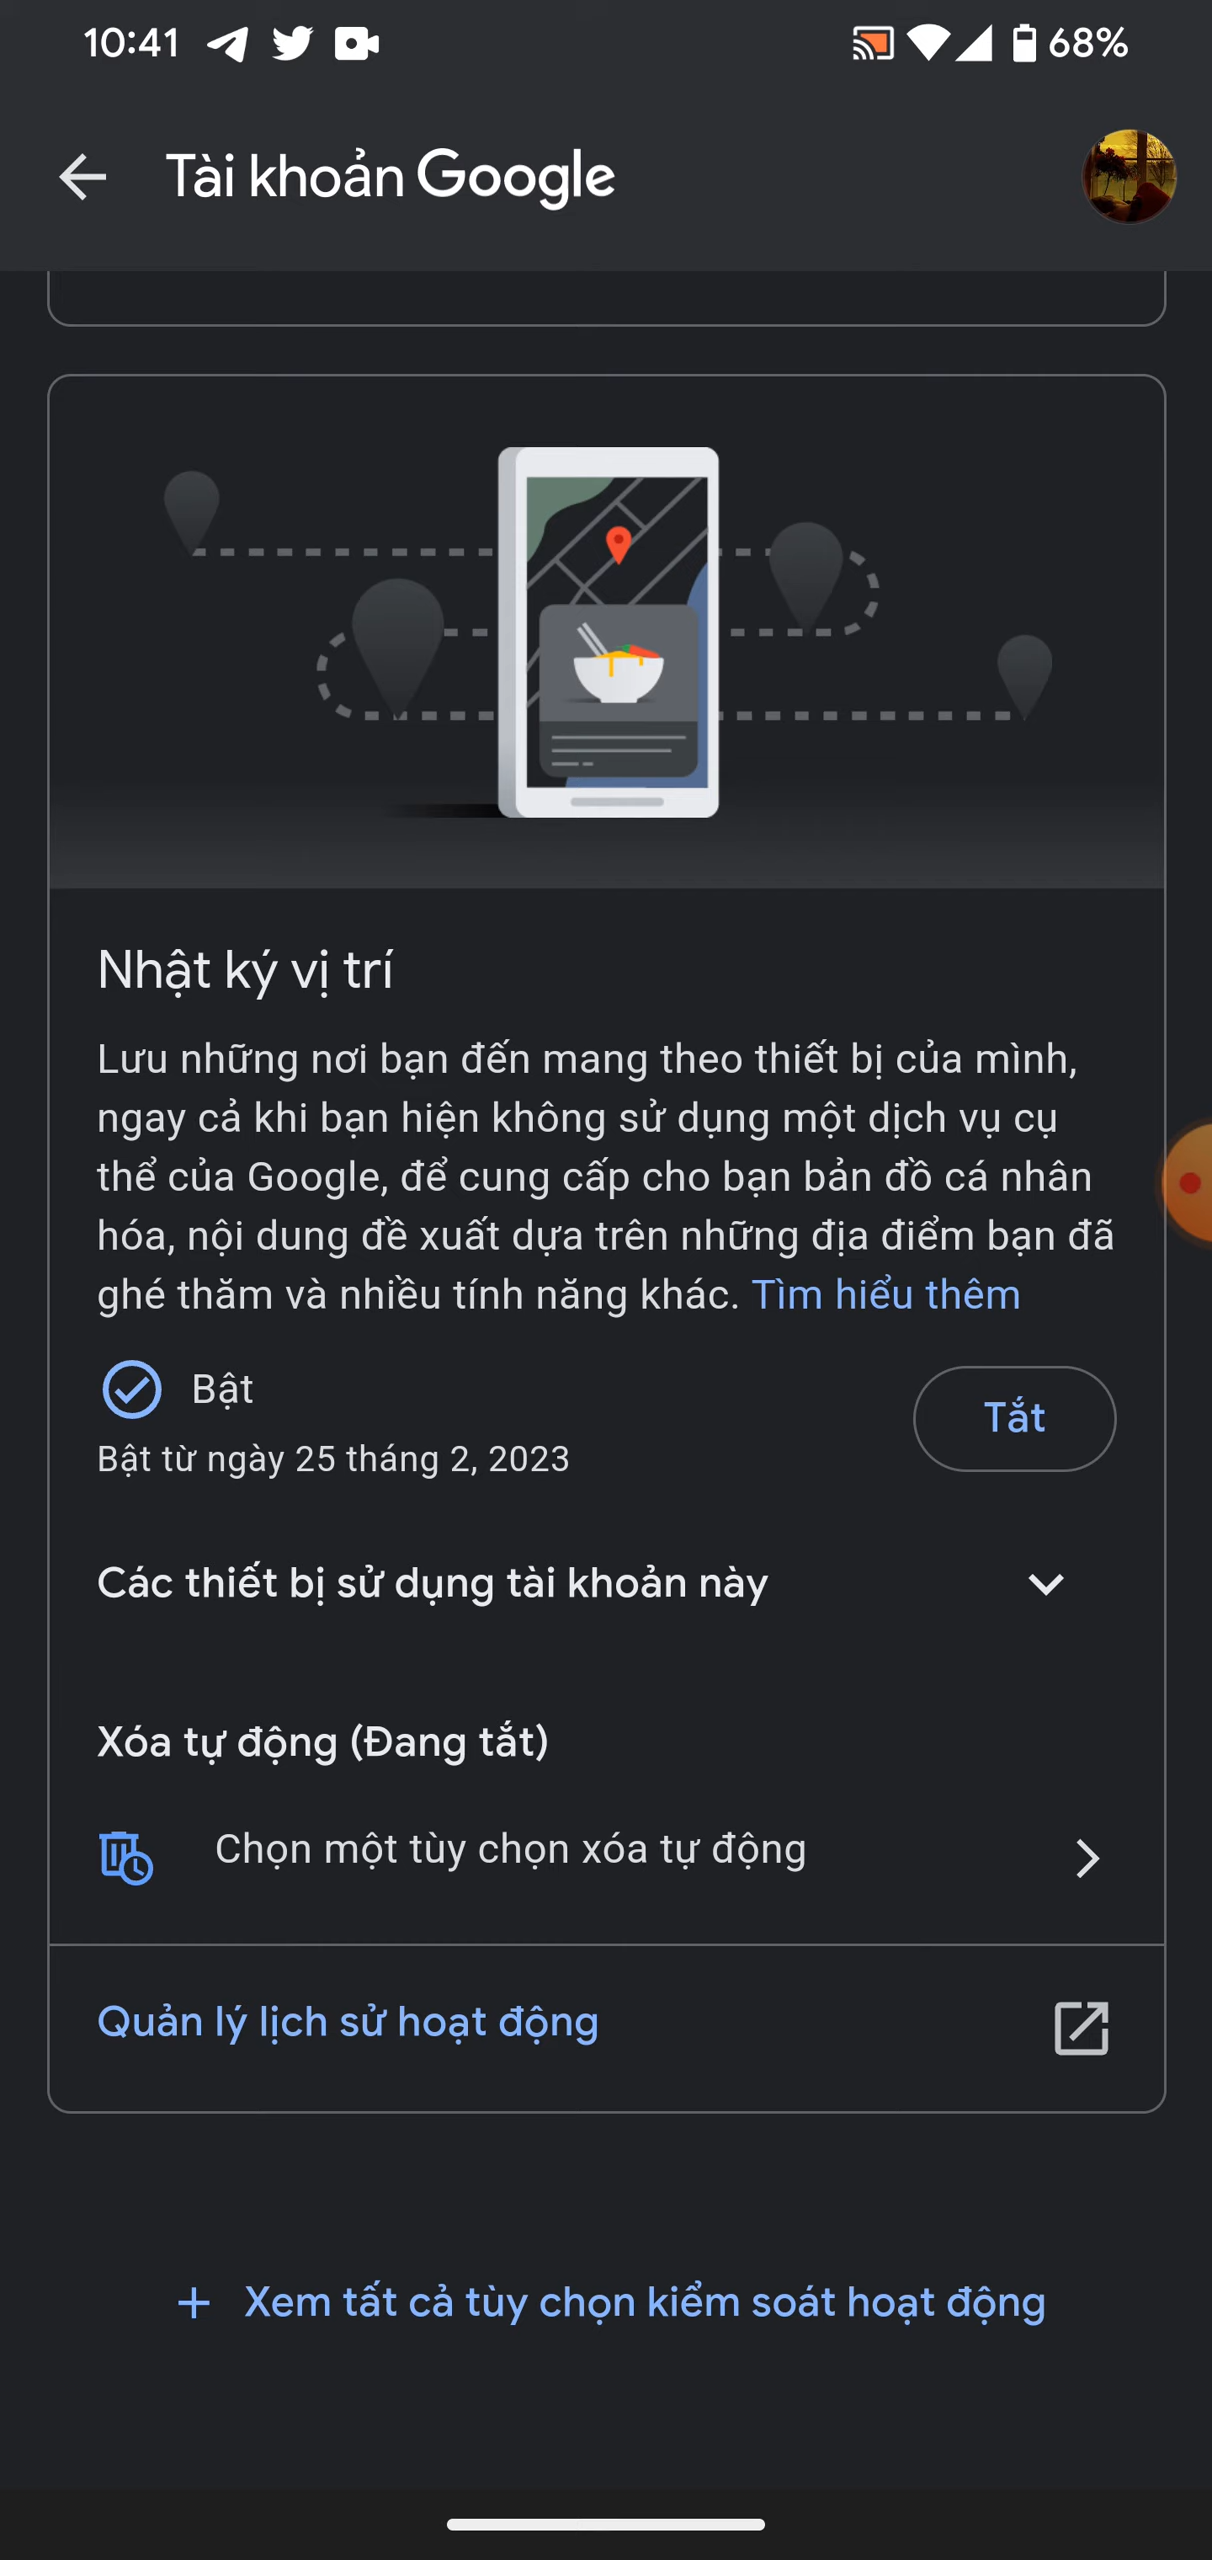 10:41
68%
Tài khoản Google
Nhật ký vị trí
Lưu những nơi bạn đến mang theo thiết bị của mình,
ngay cả khi bạn hiện không sử dụng một dịch vụ cụ
thể của Google, để cung cấp cho bạn bản đồ cá nhân
hóa, nội dung đề xuất dựa trên những địa điểm bạn đã
ghé thăm và nhiều tính năng khác. Tìm hiểu thêm
Bật
Tắt
Bật từ ngày 25 tháng 2, 2023
Các thiết bị sử dụng tài khoản này
Xóa tự động (Đang tắt)
Chọn một tùy chọn xóa tự động
Quản lý lịch sử hoạt động
+ Xem tất cả tùy chọn kiểm soát hoạt động